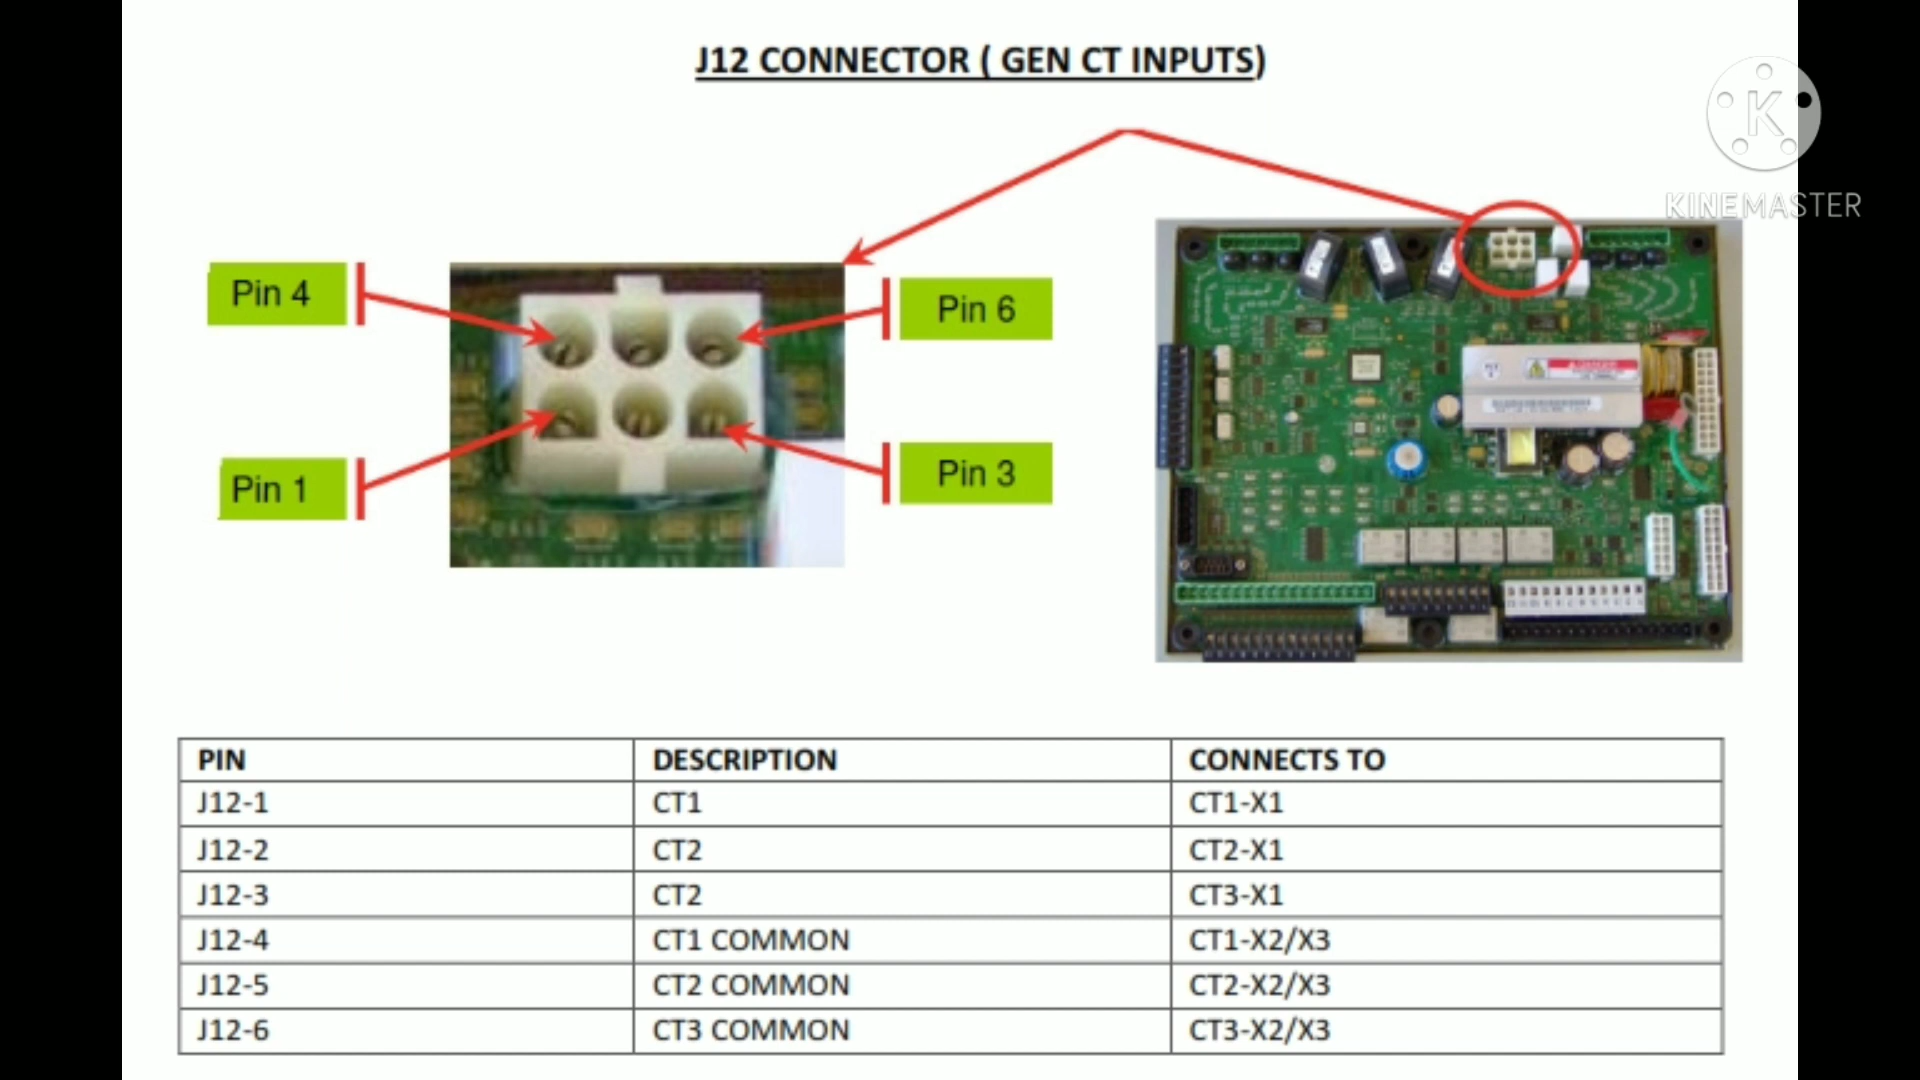 J12 CONNECTOR ( GEN CT INPUTS)
K
KINEMASTER
Pin 4
Pin 6
Pin 1
Pin 3
PIN DESCRIPTION CONNECTS TO
J12-1 CT1 CT1-X1
J12-2 CT2 CT2-X1
J12-3 CT2 CT3-X1
J12-4 CT1 COMMON CT1-X2/X3
J12-5 CT2 COMMON CT2-X2/X3
J12-6 CT3 COMMON CT3-X2/X3